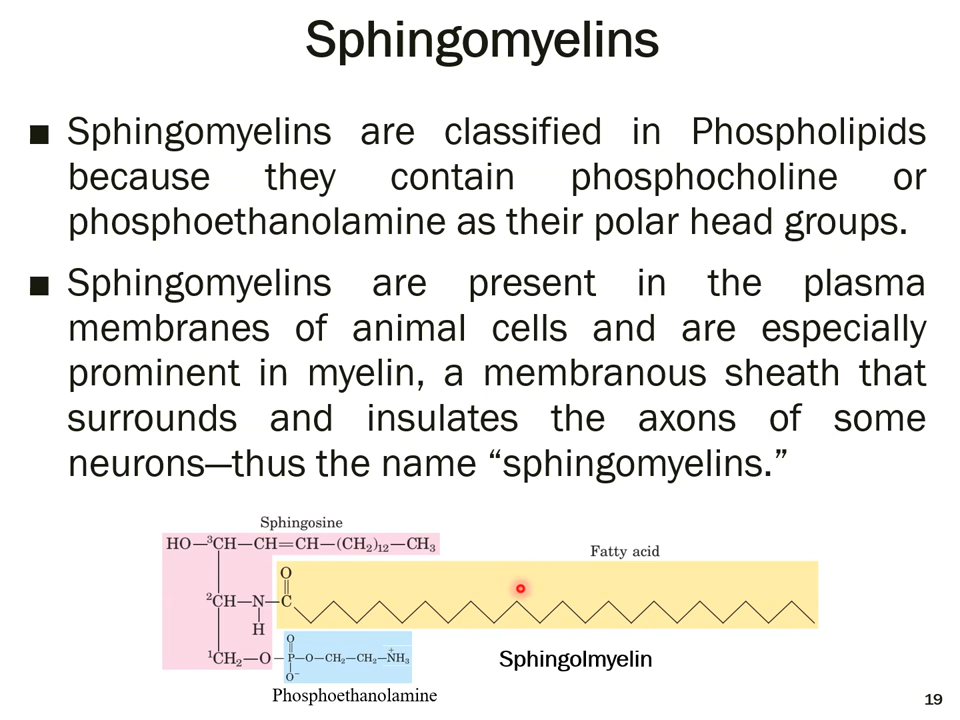 Sphingomyelins
■ Sphingomyelins are classified in Phospholipids
because they contain phosphocholine or
phosphoethanolamine as their polar head groups.
■ Sphingomyelins are present in the plasma
membranes of animal cells and are especially
prominent in myelin, a membranous sheath that
surrounds and insulates the axons of some
neurons—thus the name “sphingomyelins.”
Sphingosine
HO—³CH—CH=CH—(CH₂)₁₂—CH₃
Fatty acid
O
²CH—N—C
H
O
¹CH₂—O—P—O—CH₂—CH₂—N⁺H₃
O⁻
Sphingolmyelin
Phosphoethanolamine
19